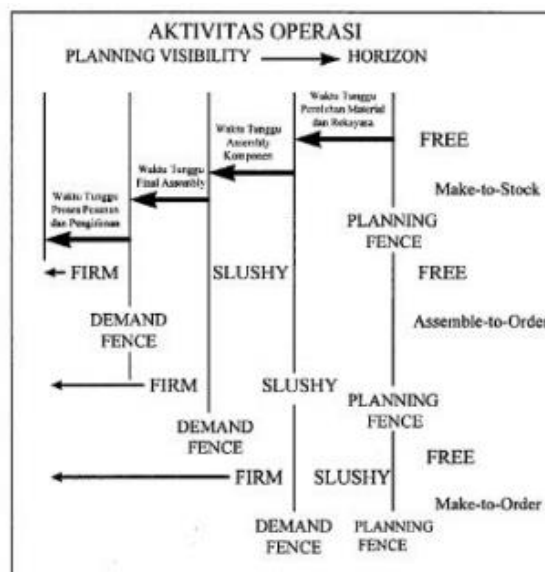 AKTIVITAS OPERASI
PLANNING VISIBILITY
HORIZON
Waktu Tunggu
Perolehan Material
dan Rekayasa
Waktu Tunggu
Assembly
Komponen
Waktu Tunggu
Final Assembly
Waktu Tunggu
Proses Pesanan
dan Pengiriman
FREE
Make-to-Stock
PLANNING
FENCE
FIRM
SLUSHY
FREE
DEMAND
FENCE
Assemble-to-Order
FIRM
SLUSHY
PLANNING
FENCE
DEMAND
FENCE
FREE
FIRM
SLUSHY
Make-to-Order
DEMAND
FENCE
PLANNING
FENCE